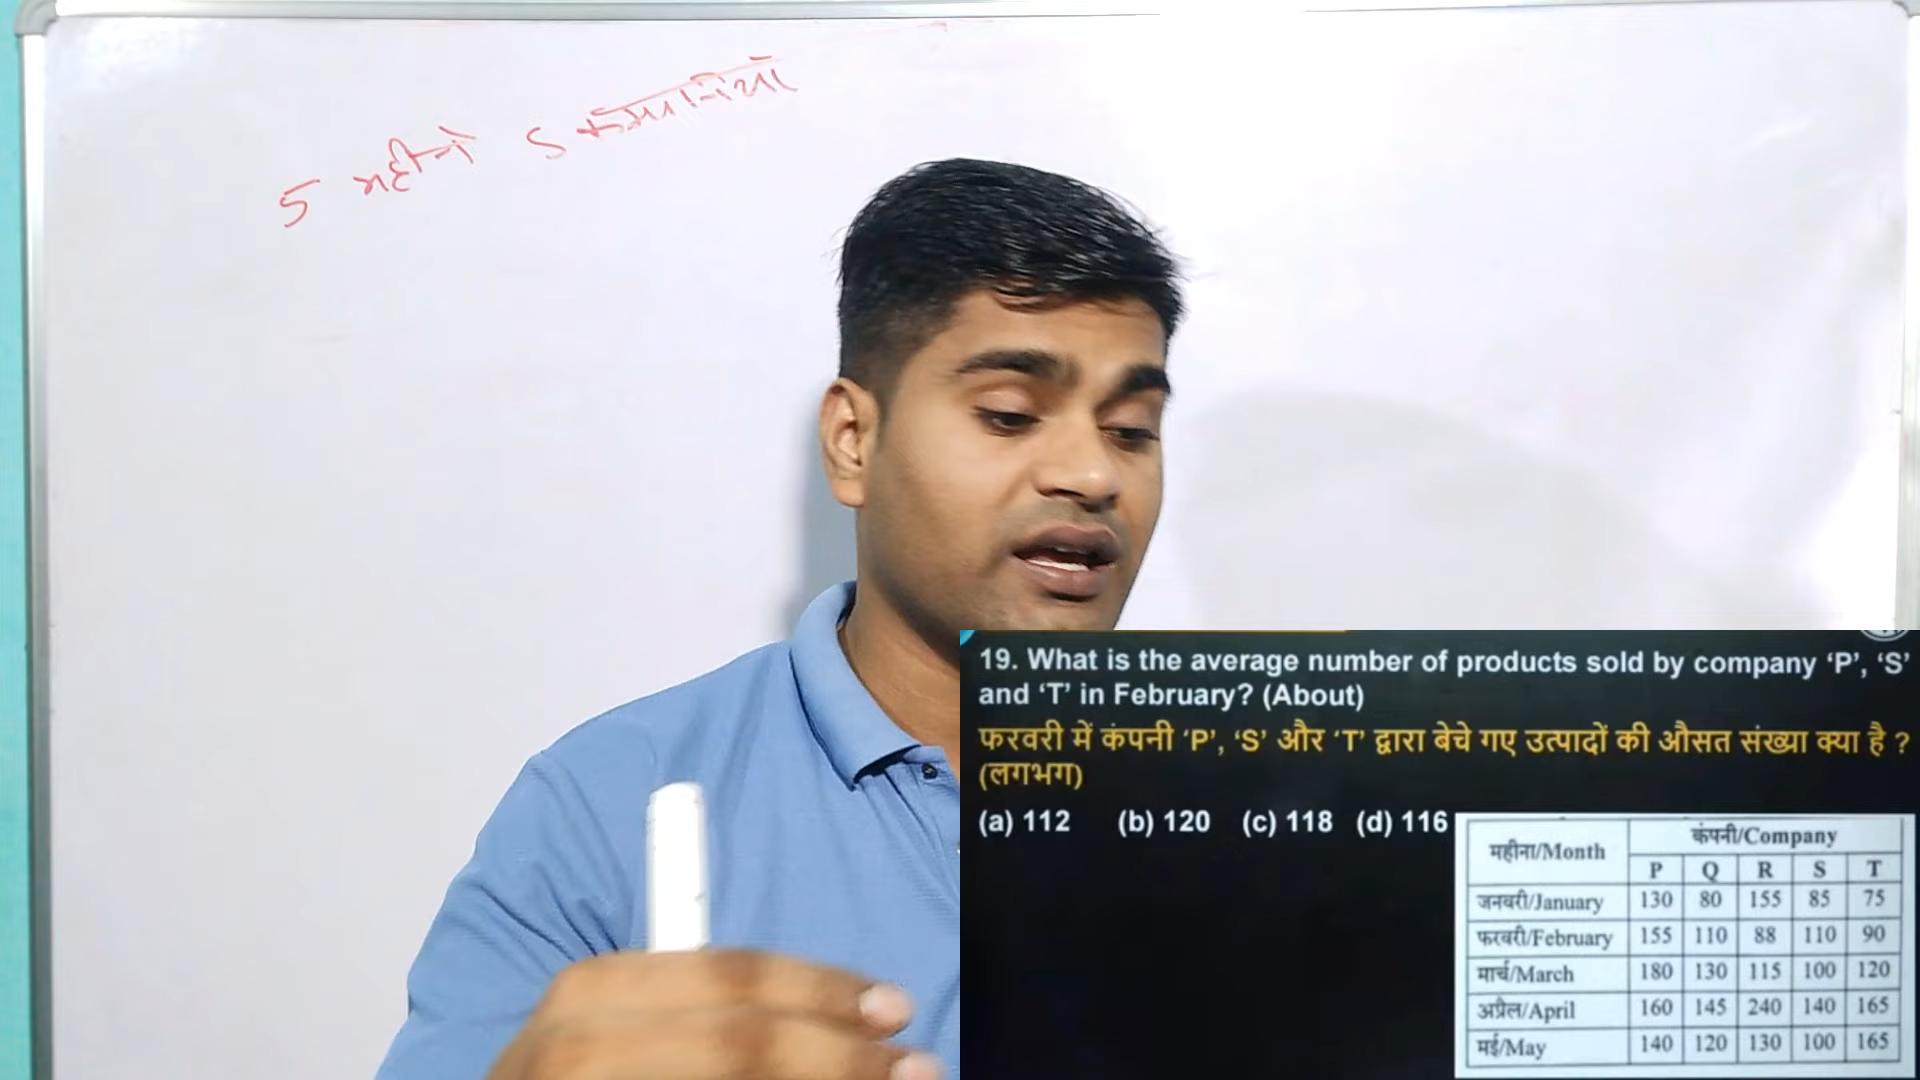 5 महीने 5 कम्पनियों
19. What is the average number of products sold by company ‘P’, ‘S’
and ‘T’ in February? (About)
फरवरी में कंपनी ‘P’, ‘S’ और ‘T’ द्वारा बेचे गए उत्पादों की औसत संख्या क्या है ?
(लगभग)
(a) 112 (b) 120 (c) 118 (d) 116
महीना/Month कंपनी/Company
P Q R S T
जनवरी/January 130 80 155 85 75
फरवरी/February 155 110 88 110 90
मार्च/March 180 130 115 100 120
अप्रैल/April 160 145 240 140 165
मई/May 140 120 130 100 165